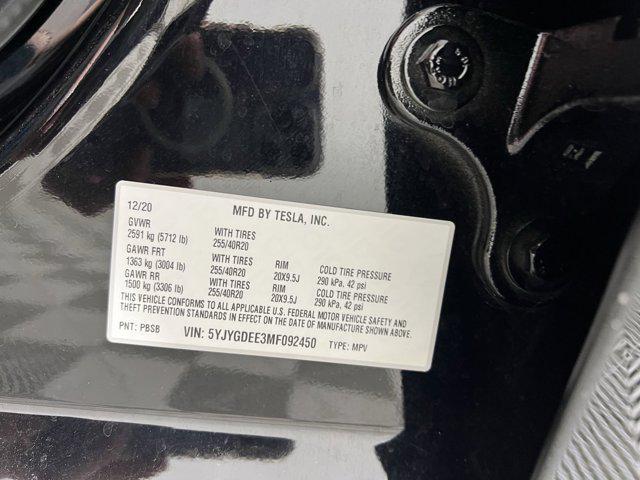 12/20 MFD BY TESLA, INC.
GVWR
2591 kg (5712 lb) WITH TIRES 255/40R20
GAWR FRT
1363 kg (3004 lb) WITH TIRES 255/40R20 RIM 20X9.5J COLD TIRE PRESSURE 290 kPa, 42 psi
GAWR RR
1500 kg (3306 lb) WITH TIRES 255/40R20 RIM 20X9.5J COLD TIRE PRESSURE 290 kPa, 42 psi
THIS VEHICLE CONFORMS TO ALL APPLICABLE U.S. FEDERAL MOTOR VEHICLE SAFETY AND
THEFT PREVENTION STANDARDS IN EFFECT ON THE DATE OF MANUFACTURE SHOWN ABOVE.
PNT: PBSB VIN: 5YJYGDEE3MF092450 TYPE: MPV